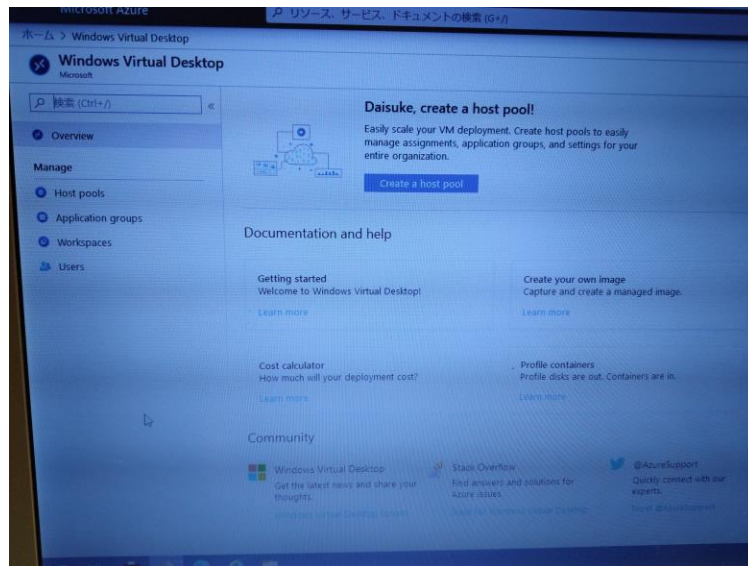 Microsoft Azure
リソース、サービス、ドキュメントの検索 (G+/)
ホーム > Windows Virtual Desktop
Windows Virtual Desktop
Microsoft
検索 (Ctrl+/)
«
Overview
Manage
Host pools
Application groups
Workspaces
Users
Daisuke, create a host pool!
Easily scale your VM deployment. Create host pools to easily
manage assignments, application groups, and settings for your
entire organization.
Create a host pool
Documentation and help
Getting started
Welcome to Windows Virtual Desktop!
Learn more
Create your own image
Capture and create a managed image.
Learn more
Cost calculator
How much will your deployment cost?
Learn more
Profile containers
Profile disks are out. Containers are in.
Learn more
Community
Windows Virtual Desktop
Get the latest news and share your
thoughts.
Stack Overflow
Find answers and solutions for
Azure issues.
@AzureSupport
Quickly connect with our
experts.
Tweet @AzureSupport